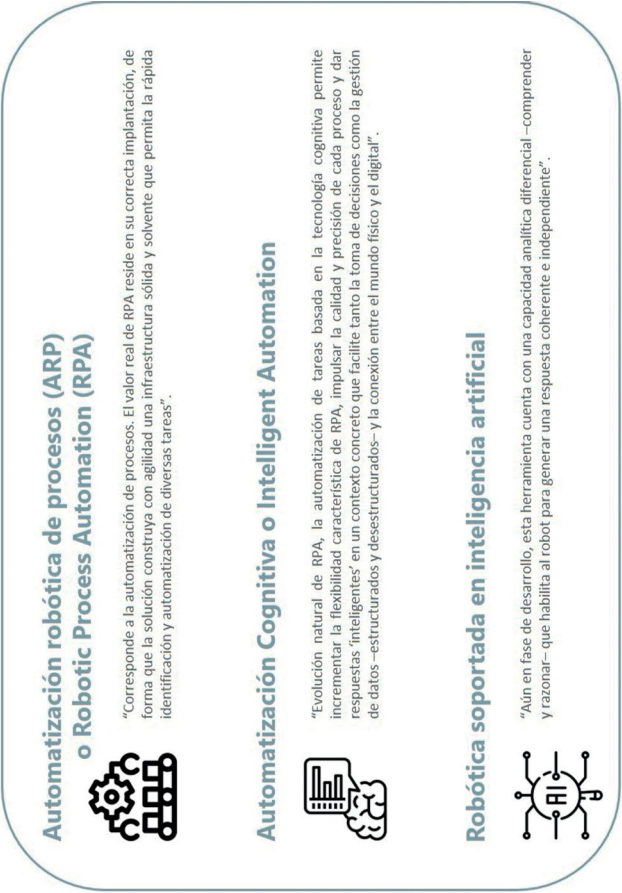 Automatización robótica de procesos (ARP)
o Robotic Process Automation (RPA)
“Corresponde a la automatización de procesos. El valor real de RPA reside en su correcta implantación, de
forma que la solución construya con agilidad una infraestructura sólida y solvente que permita la rápida
identificación y automatización de diversas tareas”.
Automatización Cognitiva o Intelligent Automation
“Evolución natural de RPA, la automatización de tareas basada en la tecnología cognitiva permite
incrementar la flexibilidad característica de RPA, impulsar la calidad y precisión de cada proceso y dar
respuestas ‘inteligentes’ en un contexto concreto que facilite tanto la toma de decisiones como la gestión
de datos –estructurados y desestructurados– y la conexión entre el mundo físico y el digital”.
Robótica soportada en inteligencia artificial
“Aún en fase de desarrollo, esta herramienta cuenta con una capacidad analítica diferencial –comprender
y razonar– que habilita al robot para generar una respuesta coherente e independiente”.
AI